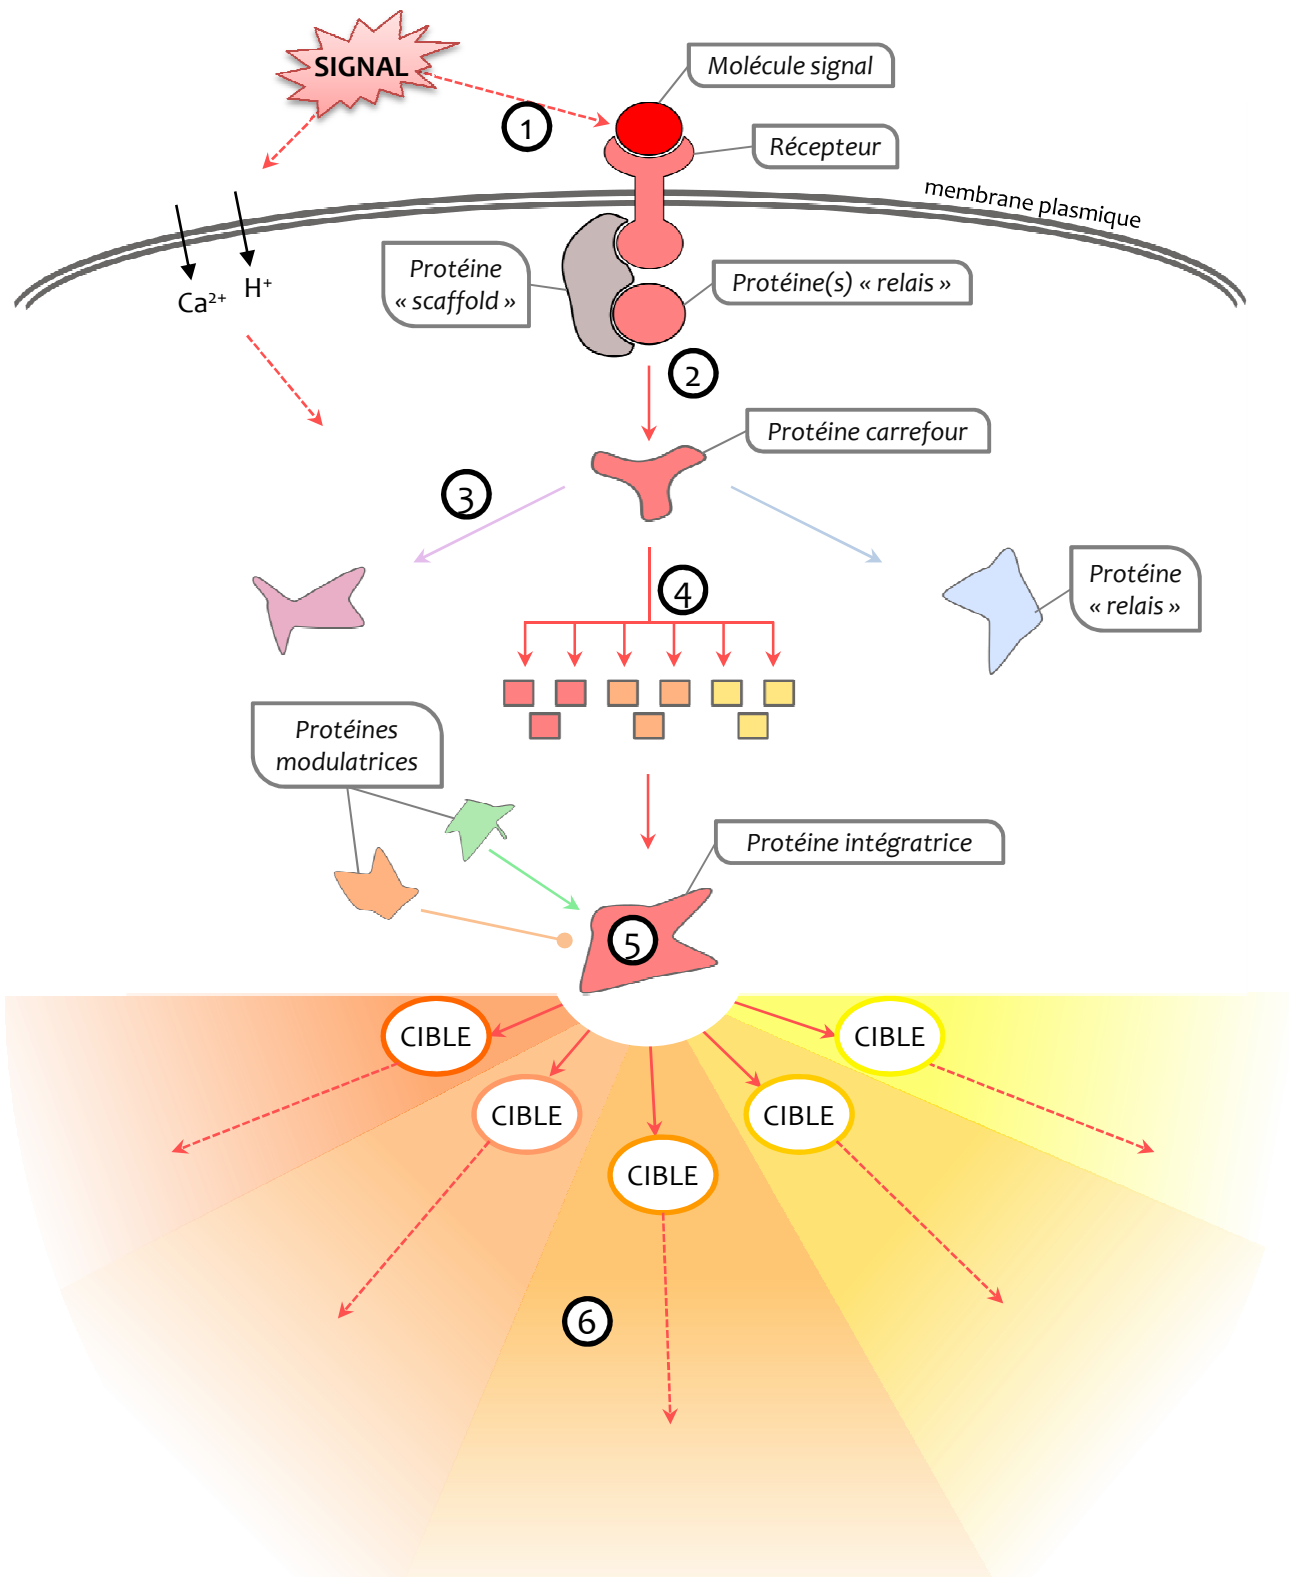 SIGNAL
Molécule signal
1
Récepteur
membrane plasmique
Protéine
« scaffold »
Protéine(s) « relais »
Ca²⁺
H⁺
2
Protéine carrefour
3
4
Protéine
« relais »
Protéines
modulatrices
Protéine intégratrice
5
CIBLE
CIBLE
CIBLE
CIBLE
CIBLE
6